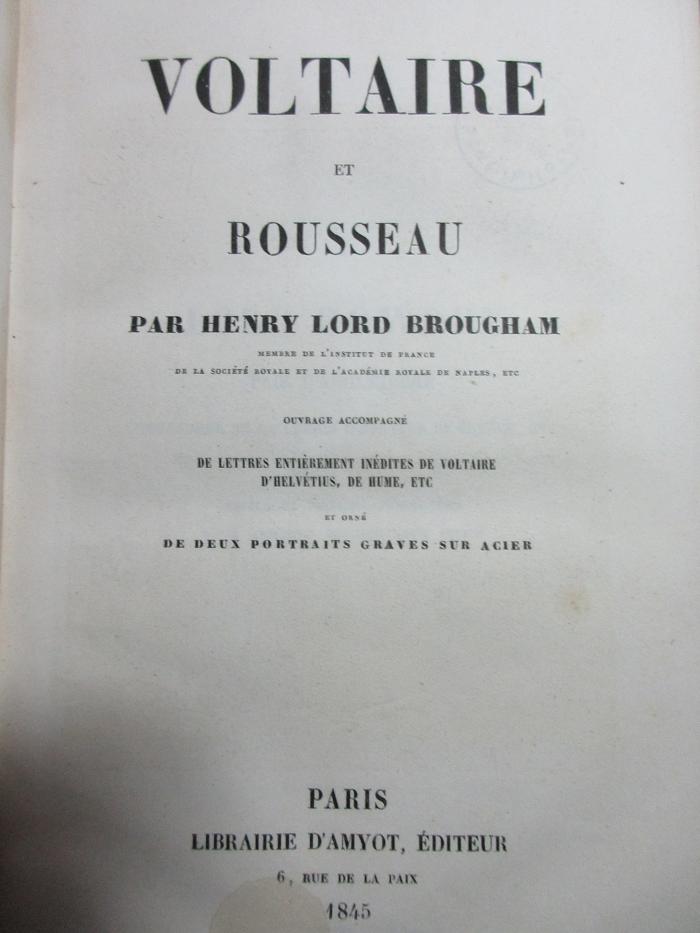 VOLTAIRE
ET
ROUSSEAU
PAR HENRY LORD BROUGHAM
MEMBRE DE L'INSTITUT DE FRANCE
DE LA SOCIÉTÉ ROYALE ET DE L'ACADÉMIE ROYALE DE NAPLES, ETC
OUVRAGE ACCOMPAGNÉ
DE LETTRES ENTIÈREMENT INÉDITES DE VOLTAIRE
D'HELVÉTIUS, DE HUME, ETC
ET ORNÉ
DE DEUX PORTRAITS GRAVES SUR ACIER
PARIS
LIBRAIRIE D'AMYOT, ÉDITEUR
6, RUE DE LA PAIX
1845